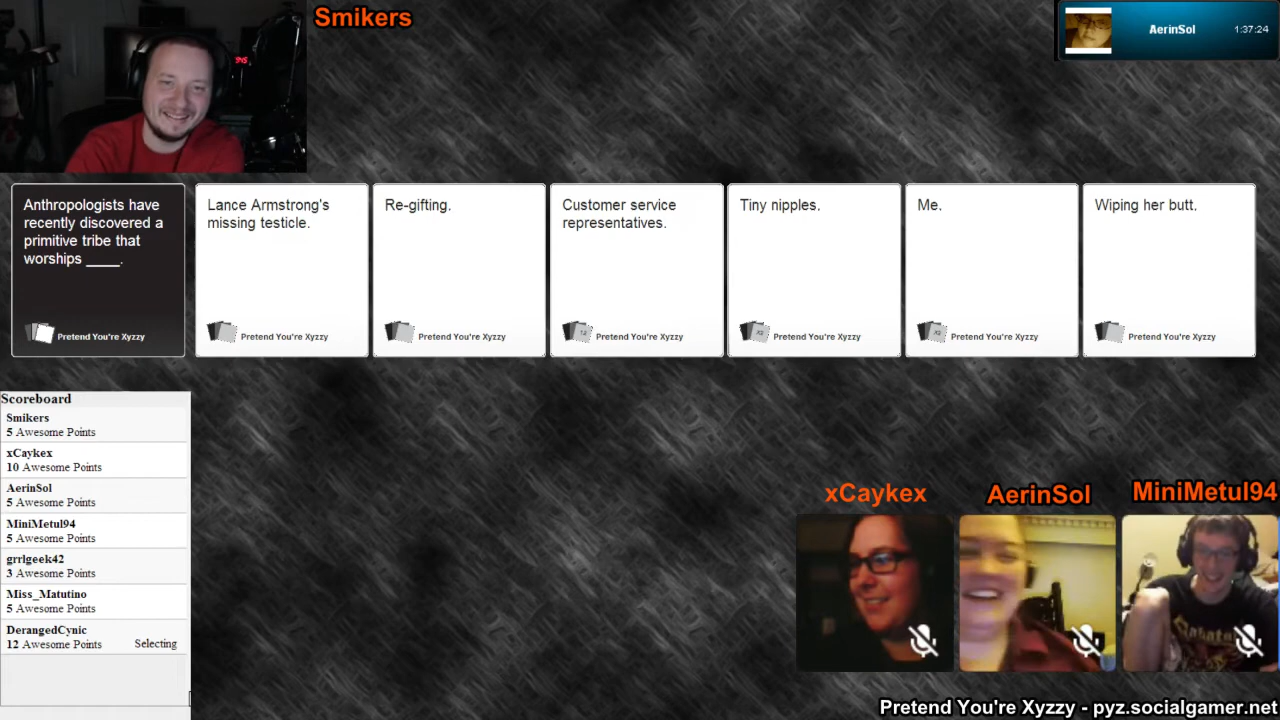 Smikers
AerinSol
1:37:24
Anthropologists have
recently discovered a
primitive tribe that
worships ____.
Pretend You're Xyzzy
Lance Armstrong's
missing testicle.
Pretend You're Xyzzy
Re-gifting.
Pretend You're Xyzzy
Customer service
representatives.
Pretend You're Xyzzy
Tiny nipples.
Pretend You're Xyzzy
Me.
Pretend You're Xyzzy
Wiping her butt.
Pretend You're Xyzzy
Scoreboard
Smikers
5 Awesome Points
xCaykex
10 Awesome Points
AerinSol
5 Awesome Points
MiniMetul94
5 Awesome Points
grrlgeek42
3 Awesome Points
Miss_Matutino
5 Awesome Points
DerangedCynic
12 Awesome Points Selecting
xCaykex
AerinSol
MiniMetul94
Pretend You're Xyzzy - pyz.socialgamer.net